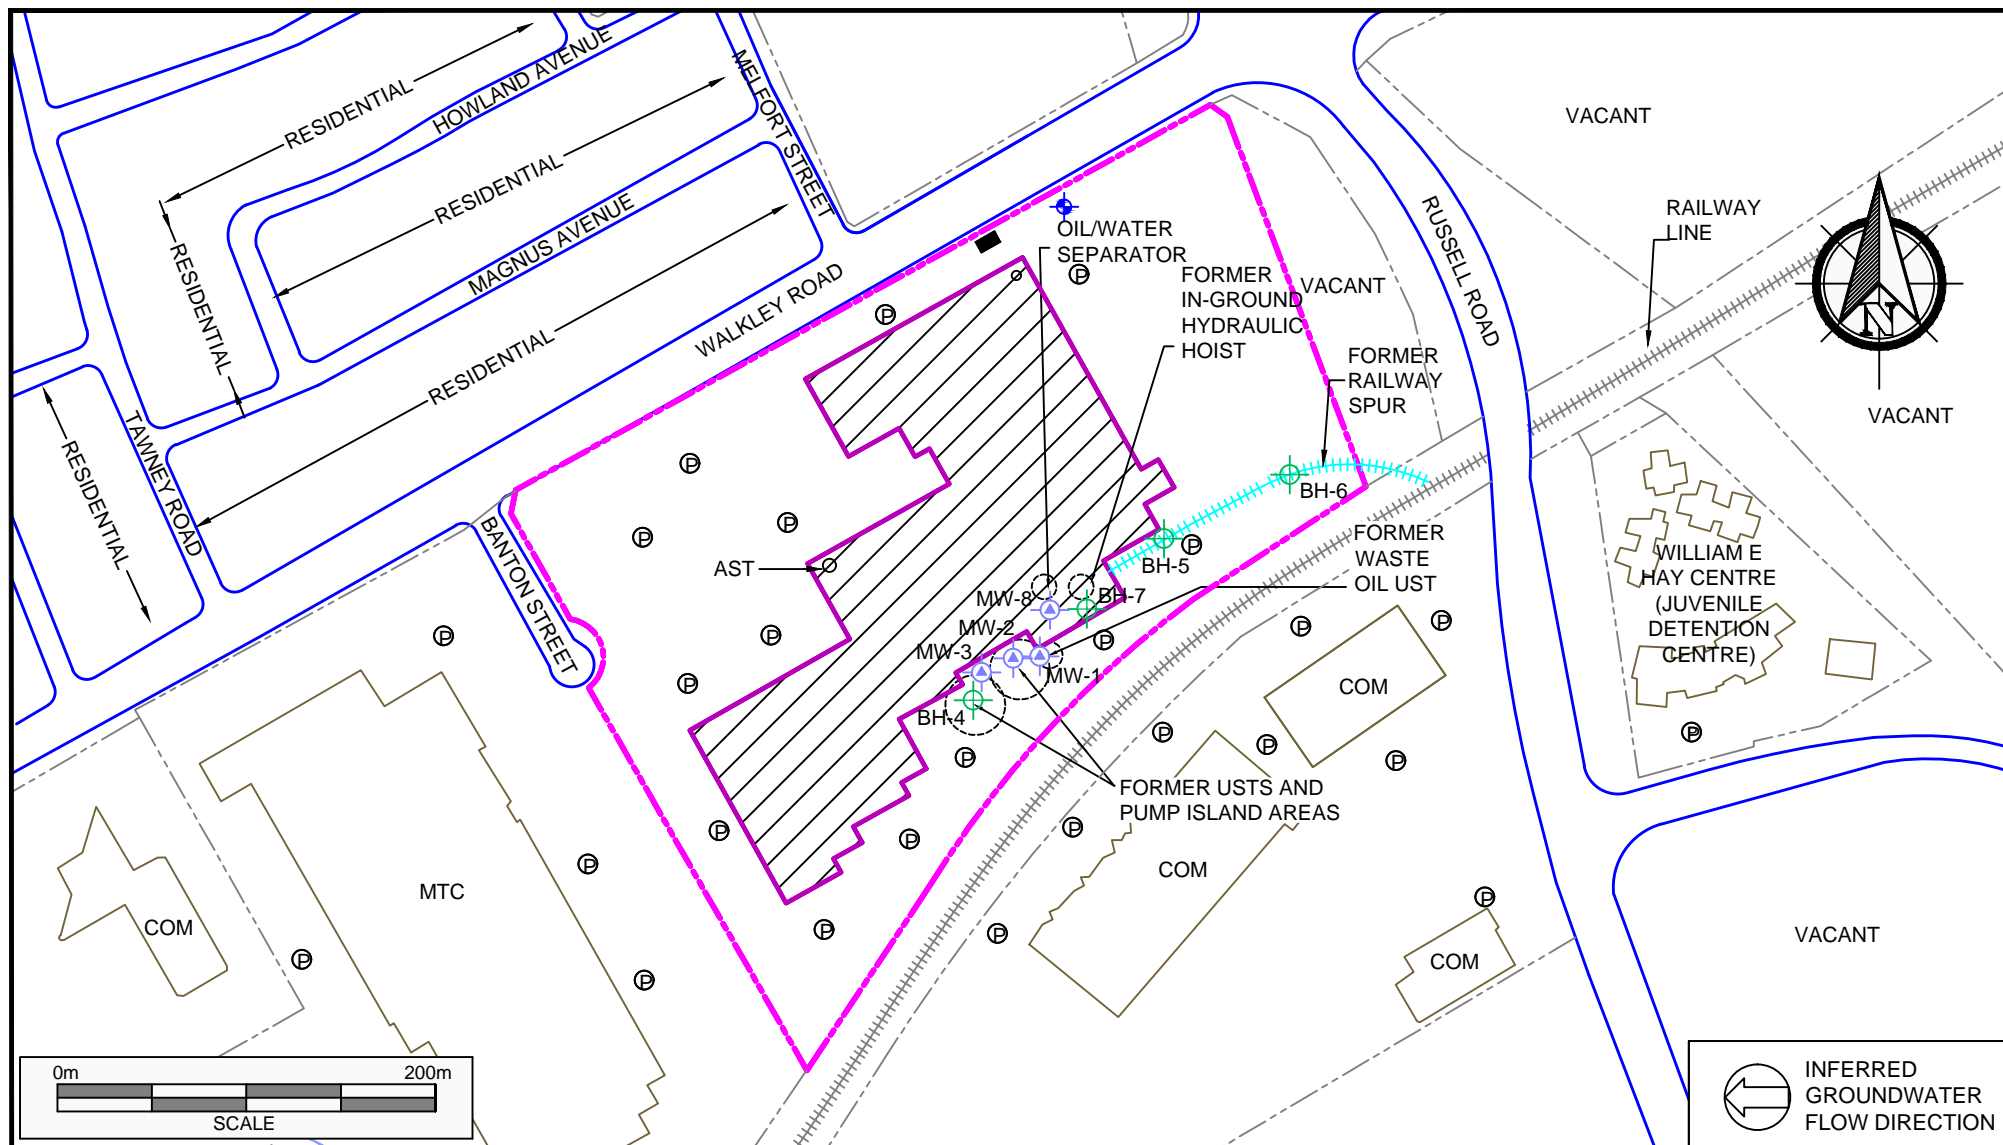 HOWLAND AVENUE
RESIDENTIAL
MELFORT STREET
RESIDENTIAL
MAGNUS AVENUE
RESIDENTIAL
RESIDENTIAL
WALKLEY ROAD
RESIDENTIAL
TAWNEY ROAD
BANTON STREET
VACANT
RUSSELL ROAD
RAILWAY
LINE
N
VACANT
OIL/WATER
SEPARATOR
P
FORMER
IN-GROUND
HYDRAULIC
HOIST
VACANT
FORMER
RAILWAY
SPUR
P
P
P
P
BH-6
BH-5
P
FORMER
WASTE
OIL UST
AST
MW-8
BH-7
MW-2
MW-3
MW-1
BH-4
P
P
P
P
P
P
P
P
WILLIAM E
HAY CENTRE
(JUVENILE
DETENTION
CENTRE)
P
COM
P
P
P
P
FORMER USTS AND
PUMP ISLAND AREAS
P
P
P
P
COM
MTC
COM
P
P
P
P
P
COM
VACANT
0m 200m
SCALE
INFERRED
GROUNDWATER
FLOW DIRECTION